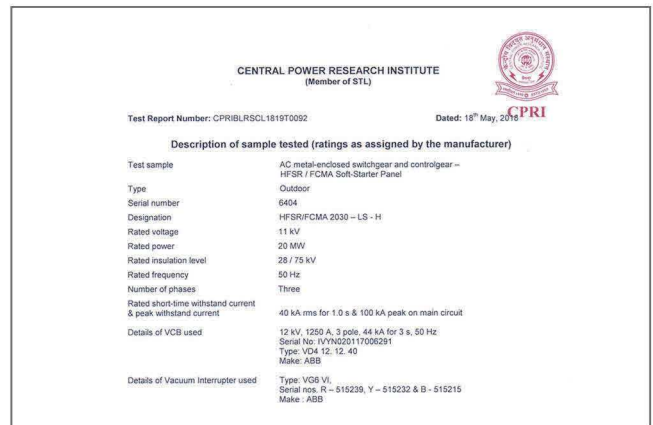 CENTRAL POWER RESEARCH INSTITUTE
(Member of STL)
CPRI
Test Report Number: CPRIBLRSCL1819T0092 Dated: 18th May, 2018
Description of sample tested (ratings as assigned by the manufacturer)
Test sample AC metal-enclosed switchgear and controlgear –
HFSR / FCMA Soft-Starter Panel
Type Outdoor
Serial number 6404
Designation HFSR/FCMA 2030 – LS - H
Rated voltage 11 kV
Rated power 20 MW
Rated insulation level 28 / 75 kV
Rated frequency 50 Hz
Number of phases Three
Rated short-time withstand current
& peak withstand current 40 kA rms for 1.0 s & 100 kA peak on main circuit
Details of VCB used 12 kV, 1250 A, 3 pole, 44 kA for 3 s, 50 Hz
Serial No: IVYN020117006291
Type: VD4 12. 12. 40
Make: ABB
Details of Vacuum Interrupter used Type: VG6 VI,
Serial nos. R – 515239, Y – 515232 & B - 515215
Make : ABB